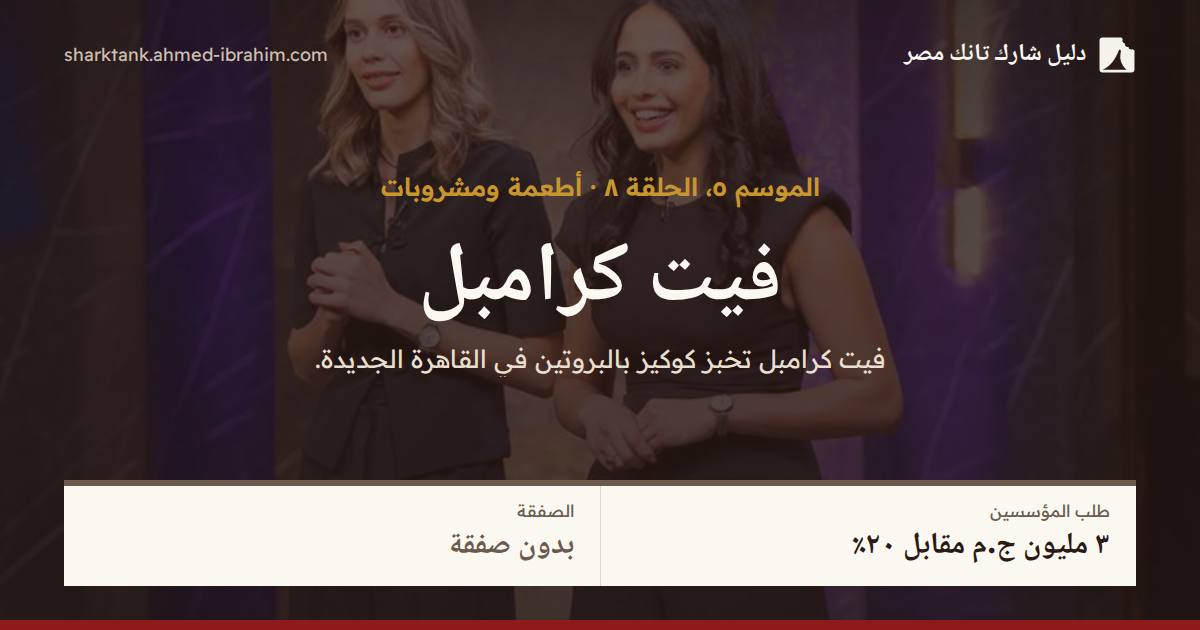 دليل شارك تانك مصر
sharktank.ahmed-ibrahim.com
الموسم ٥، الحلقة ٨ · أطعمة ومشروبات
فيت كرامبل
فيت كرامبل تخبز كوكيز بالبروتين في القاهرة الجديدة.
طلب المؤسسين
٣ مليون ج.م مقابل ٢٠٪
الصفقة
بدون صفقة